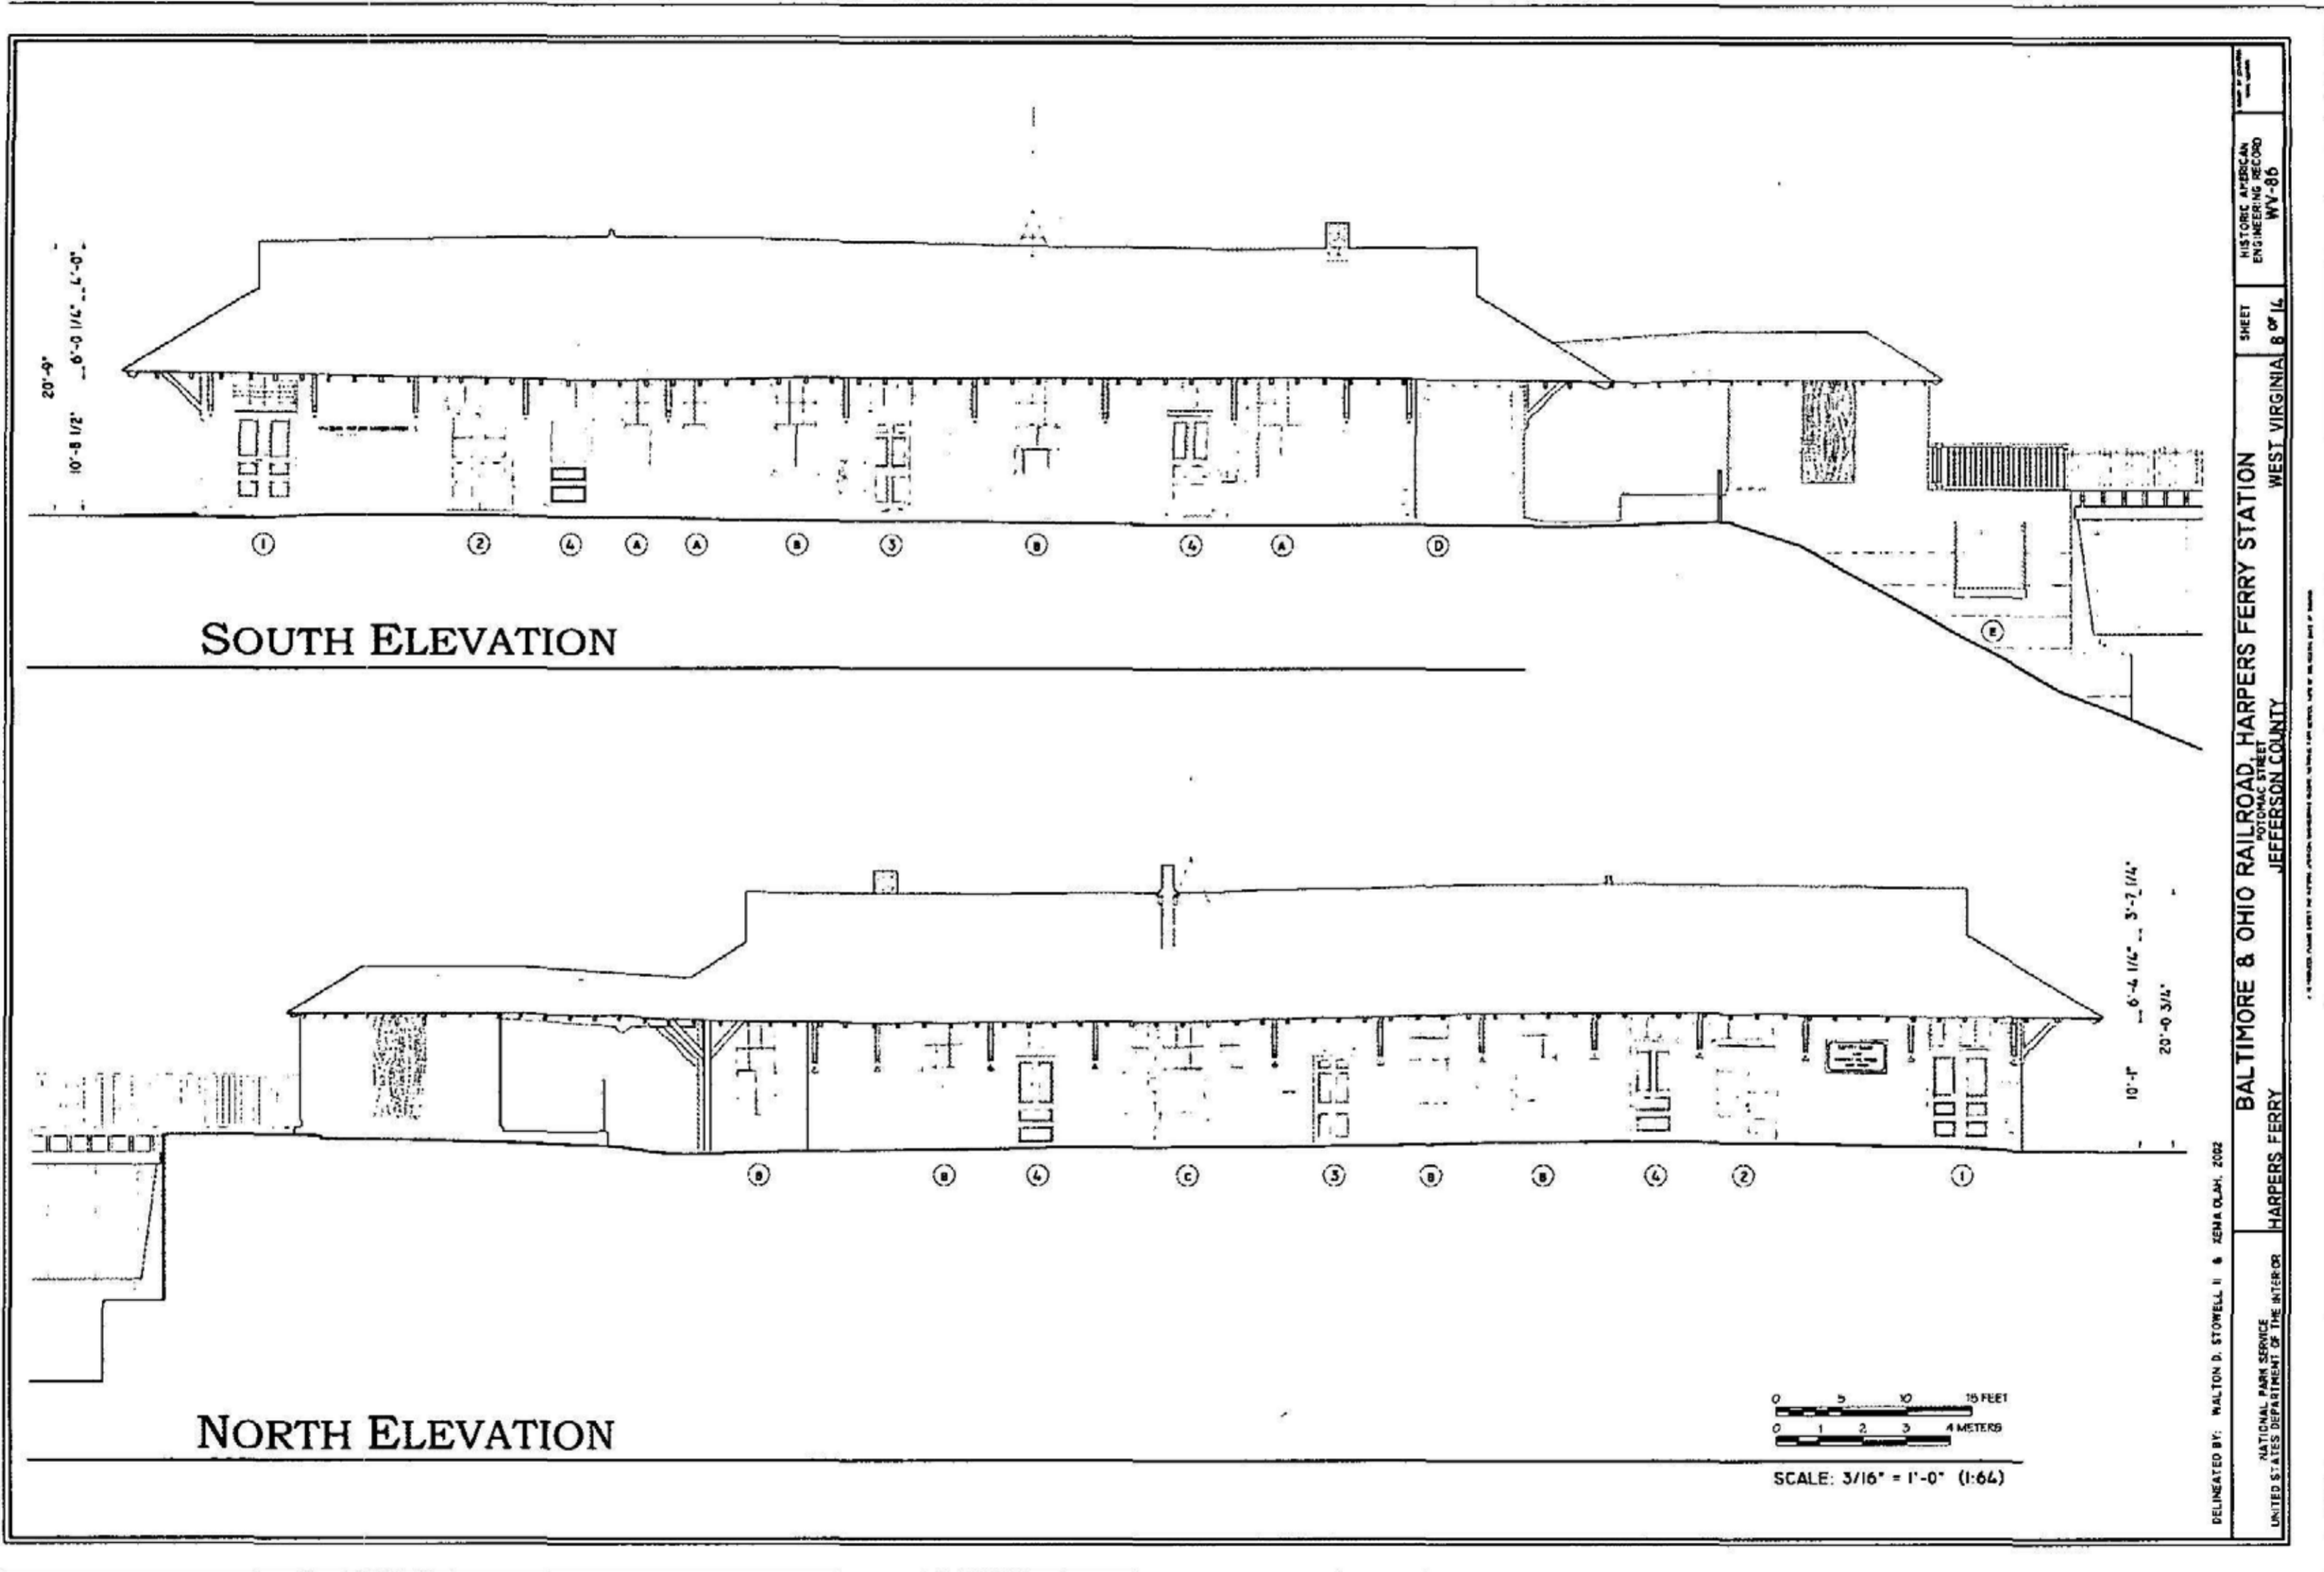 20'-9"
10'-8 1/2" 6'-0 1/4" 4'-0"
1 2 4 A A B 3 B 4 A D
E
SOUTH ELEVATION
10'-1" 6'-4 1/4" 3'-7 1/4"
20'-0 3/4"
B B 4 C 3 B B 4 2 1
NORTH ELEVATION
0 5 10 15 FEET
0 1 2 3 4 METERS
SCALE: 3/16" = 1'-0" (1:64)
DELINEATED BY: WALTON D. STOWELL II & XENIA OLAH, 2002
NATIONAL PARK SERVICE
UNITED STATES DEPARTMENT OF THE INTERIOR
BALTIMORE & OHIO RAILROAD, HARPERS FERRY STATION
POTOMAC STREET
HARPERS FERRY JEFFERSON COUNTY WEST VIRGINIA
SHEET
8 OF 14
HISTORIC AMERICAN
ENGINEERING RECORD
WV-86